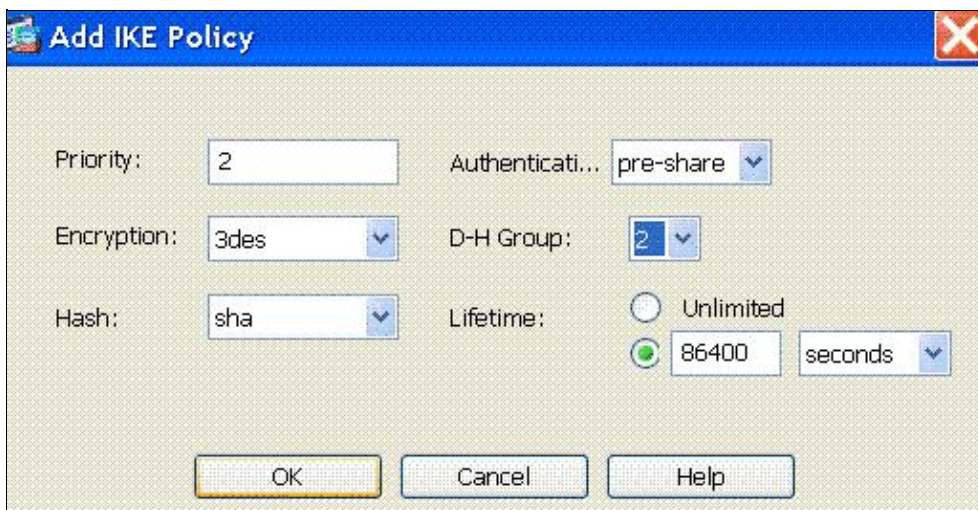 Add IKE Policy
Priority: 2 Authenticati... pre-share
Encryption: 3des D-H Group: 2
Hash: sha Lifetime: Unlimited
86400 seconds
OK Cancel Help